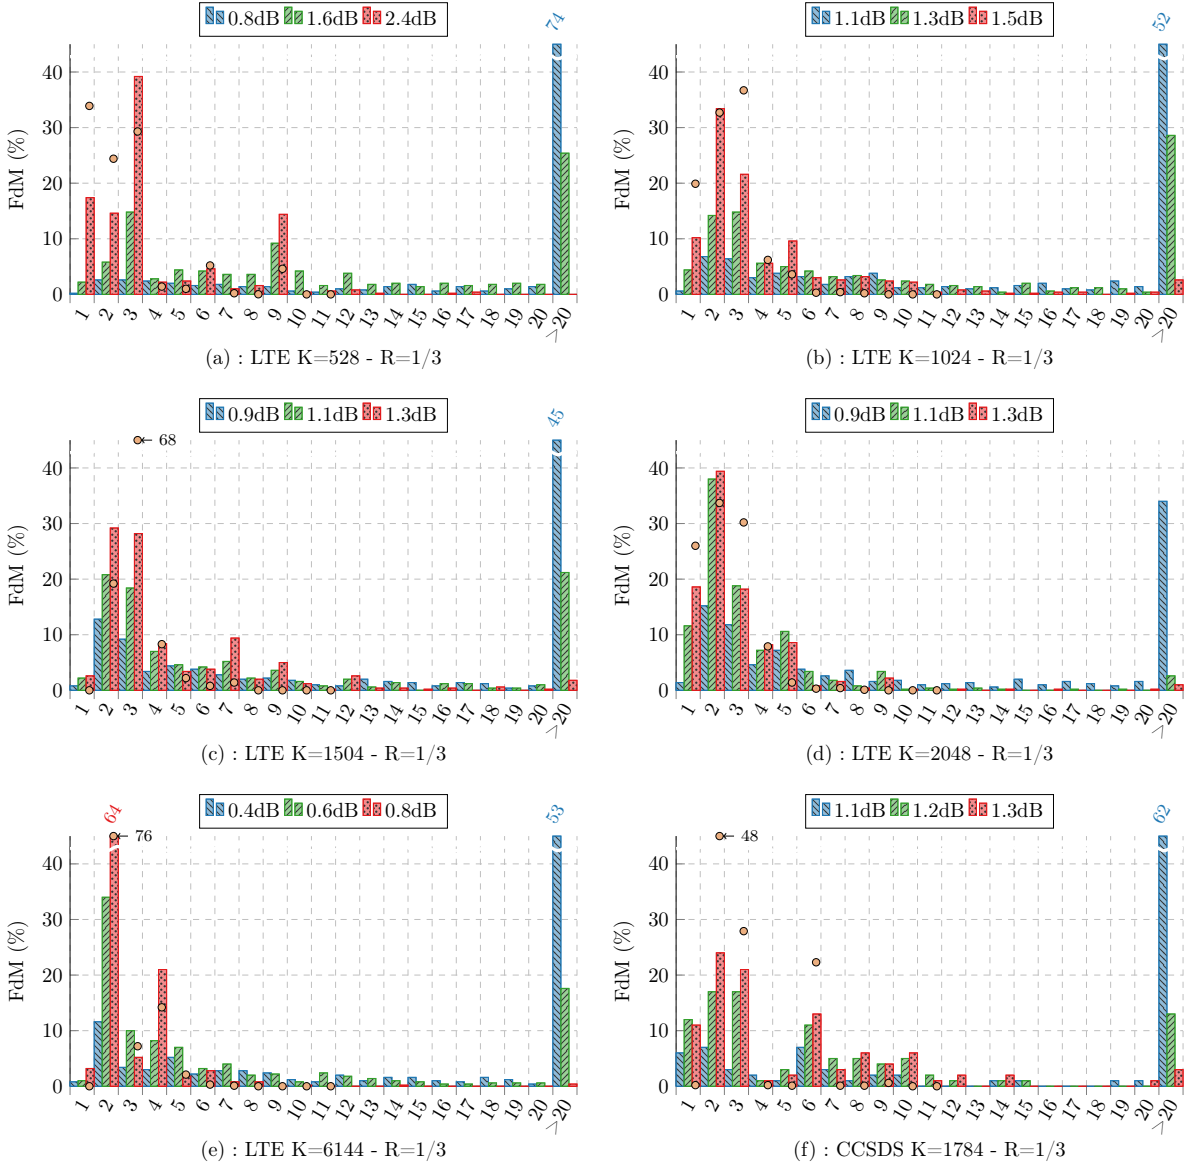 0.8dB 1.6dB 2.4dB
74
40
30
20
10
0
FdM (%)
1 2 3 4 5 6 7 8 9 10 11 12 13 14 15 16 17 18 19 20 >20
(a) : LTE K=528 - R=1/3
1.1dB 1.3dB 1.5dB
52
40
30
20
10
0
FdM (%)
1 2 3 4 5 6 7 8 9 10 11 12 13 14 15 16 17 18 19 20 >20
(b) : LTE K=1024 - R=1/3
0.9dB 1.1dB 1.3dB
45
68
40
30
20
10
0
FdM (%)
1 2 3 4 5 6 7 8 9 10 11 12 13 14 15 16 17 18 19 20 >20
(c) : LTE K=1504 - R=1/3
0.9dB 1.1dB 1.3dB
40
30
20
10
0
FdM (%)
1 2 3 4 5 6 7 8 9 10 11 12 13 14 15 16 17 18 19 20 >20
(d) : LTE K=2048 - R=1/3
0.4dB 0.6dB 0.8dB
64
53
76
40
30
20
10
0
FdM (%)
1 2 3 4 5 6 7 8 9 10 11 12 13 14 15 16 17 18 19 20 >20
(e) : LTE K=6144 - R=1/3
1.1dB 1.2dB 1.3dB
62
48
40
30
20
10
0
FdM (%)
1 2 3 4 5 6 7 8 9 10 11 12 13 14 15 16 17 18 19 20 >20
(f) : CCSDS K=1784 - R=1/3